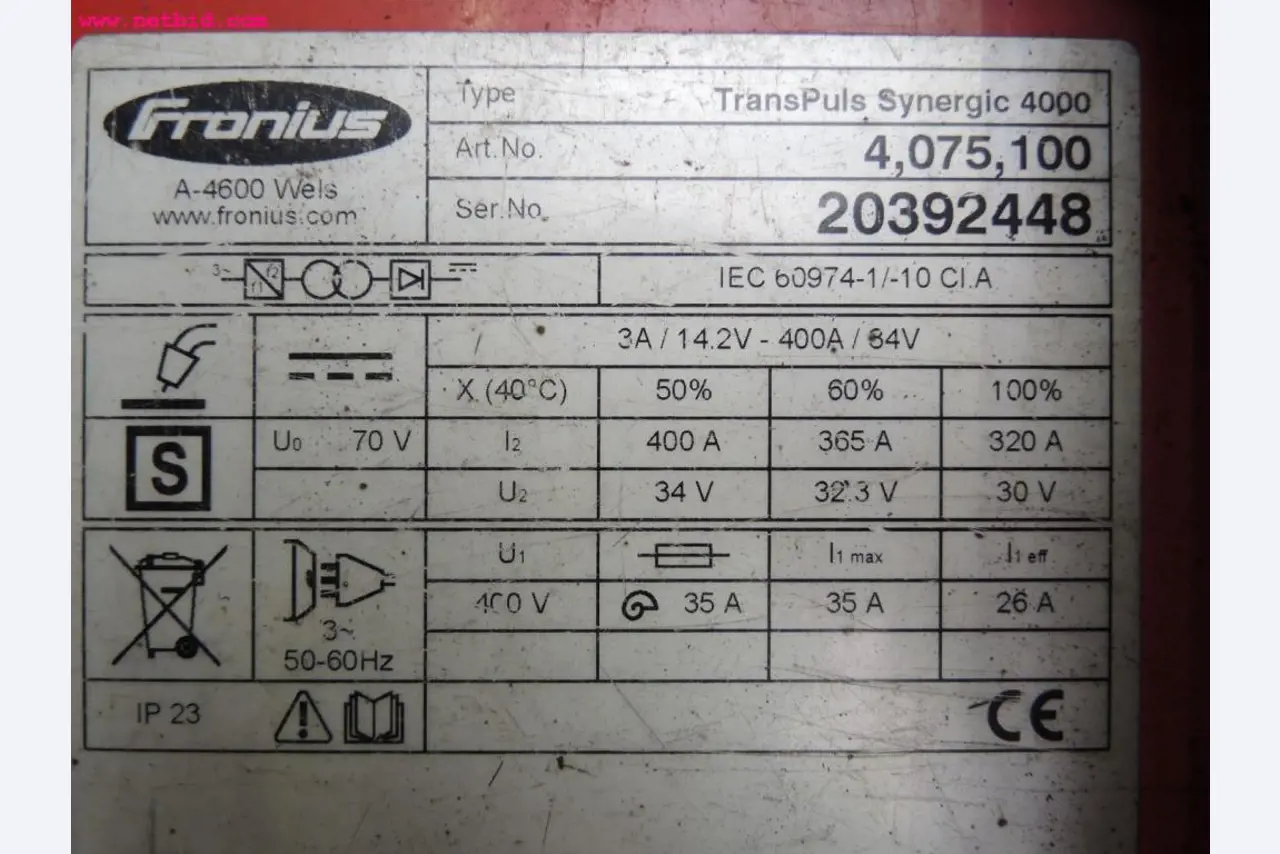 www.netbid.com
Fronius
A-4600 Wels
www.fronius.com
Type TransPuls Synergic 4000
Art.No. 4,075,100
Ser.No. 20392448
3~ f1 f2
IEC 60974-1/-10 Cl.A
3A / 14.2V - 400A / 34V
X (40°C) 50% 60% 100%
S U0 70 V I2 400 A 365 A 320 A
U2 34 V 32.3 V 30 V
U1 I1 max I1 eff
400 V 35 A 35 A 26 A
3~
50-60Hz
IP 23 CE